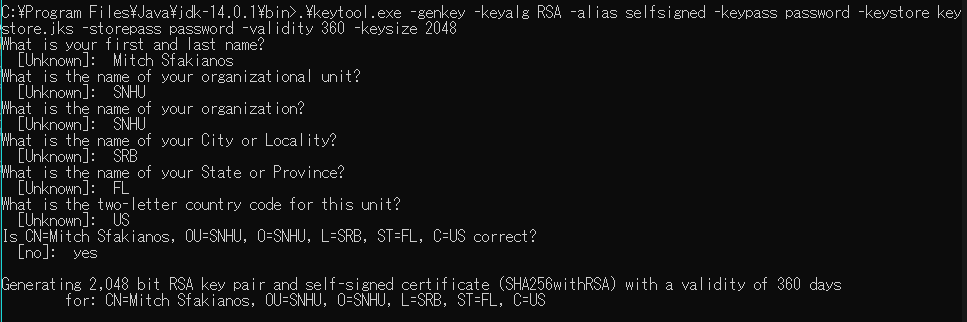 C:¥Program Files¥Java¥jdk-14.0.1¥bin>.¥keytool.exe -genkey -keyalg RSA -alias selfsigned -keypass password -keystore key
store.jks -storepass password -validity 360 -keysize 2048
What is your first and last name?
  [Unknown]:  Mitch Sfakianos
What is the name of your organizational unit?
  [Unknown]:  SNHU
What is the name of your organization?
  [Unknown]:  SNHU
What is the name of your City or Locality?
  [Unknown]:  SRB
What is the name of your State or Province?
  [Unknown]:  FL
What is the two-letter country code for this unit?
  [Unknown]:  US
Is CN=Mitch Sfakianos, OU=SNHU, O=SNHU, L=SRB, ST=FL, C=US correct?
  [no]:  yes

Generating 2,048 bit RSA key pair and self-signed certificate (SHA256withRSA) with a validity of 360 days
        for: CN=Mitch Sfakianos, OU=SNHU, O=SNHU, L=SRB, ST=FL, C=US